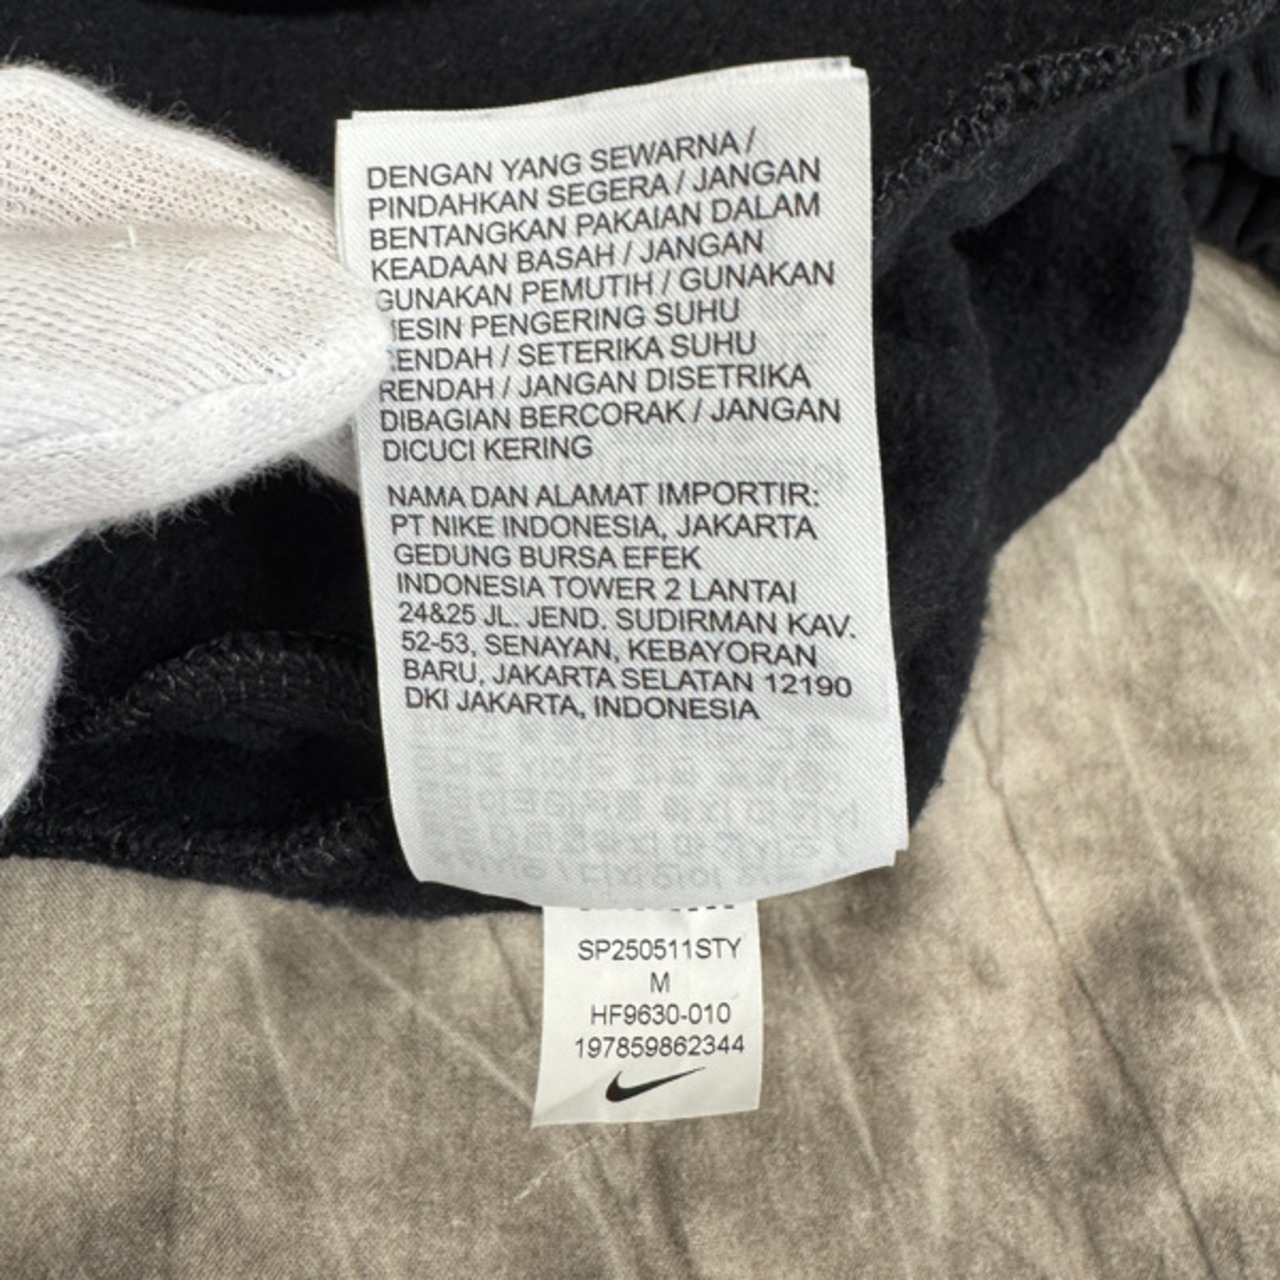 DENGAN YANG SEWARNA /
PINDAHKAN SEGERA / JANGAN
BENTANGKAN PAKAIAN DALAM
KEADAAN BASAH / JANGAN
GUNAKAN PEMUTIH / GUNAKAN
MESIN PENGERING SUHU
RENDAH / SETERIKA SUHU
RENDAH / JANGAN DISETRIKA
DIBAGIAN BERCORAK / JANGAN
DICUCI KERING
NAMA DAN ALAMAT IMPORTIR:
PT NIKE INDONESIA, JAKARTA
GEDUNG BURSA EFEK
INDONESIA TOWER 2 LANTAI
24&25 JL. JEND. SUDIRMAN KAV.
52-53, SENAYAN, KEBAYORAN
BARU, JAKARTA SELATAN 12190
DKI JAKARTA, INDONESIA
SP250511STY
M
HF9630-010
197859862344